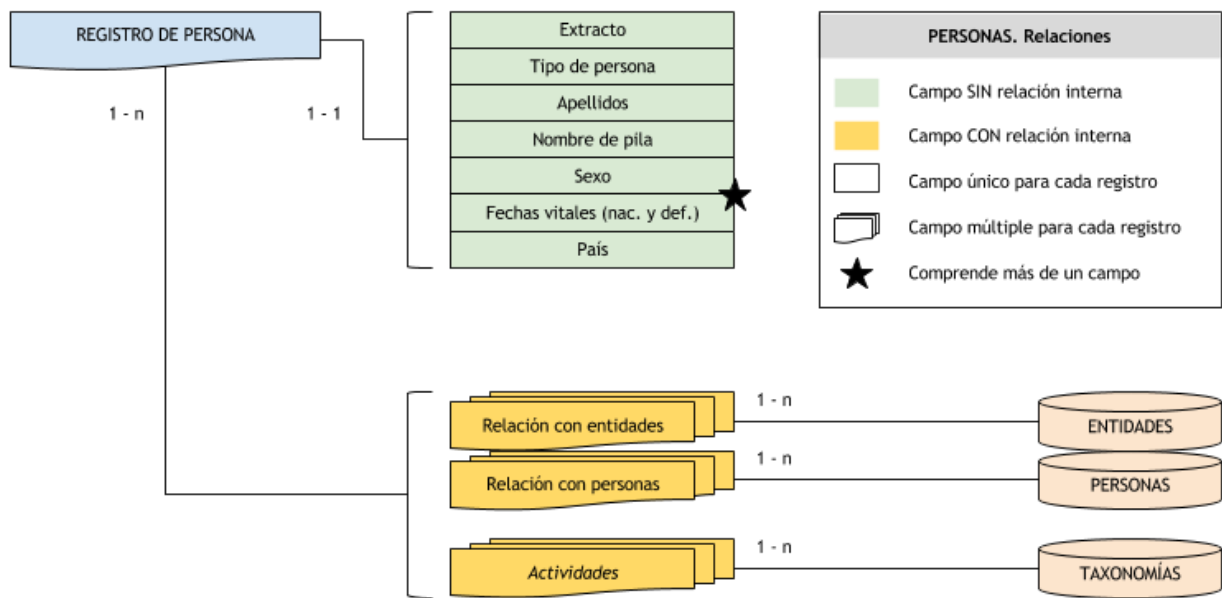 REGISTRO DE PERSONA
1 - n
1 - 1
Extracto
Tipo de persona
Apellidos
Nombre de pila
Sexo
Fechas vitales (nac. y def.)
País
PERSONAS. Relaciones
Campo SIN relación interna
Campo CON relación interna
Campo único para cada registro
Campo múltiple para cada registro
Comprende más de un campo
Relación con entidades
1 - n
ENTIDADES
Relación con personas
1 - n
PERSONAS
Actividades
1 - n
TAXONOMÍAS